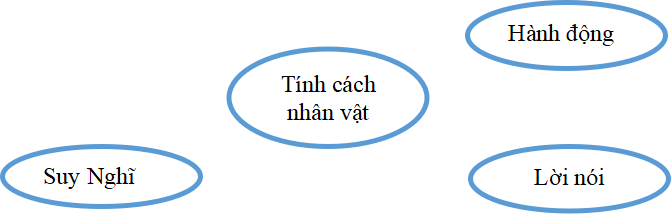 Hành động
Tính cách
nhân vật
Suy Nghĩ
Lời nói